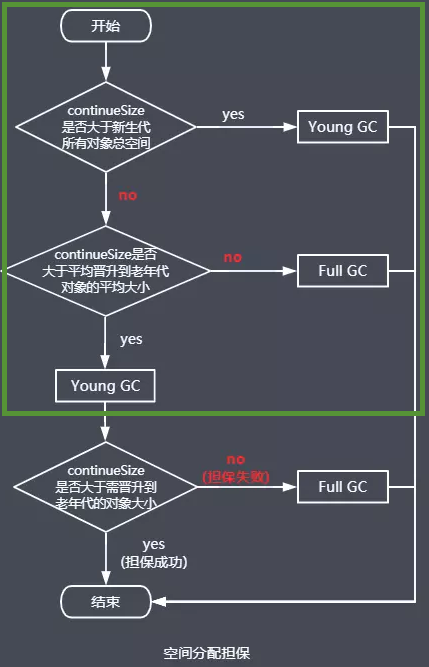 开始
continueSize
是否大于新生代
所有对象总空间
yes
Young GC
no
continueSize是否
大于平均晋升到老年代
对象的平均大小
no
Full GC
yes
Young GC
continueSize
是否大于需晋升到
老年代的对象大小
no
(担保失败)
Full GC
yes
(担保成功)
结束
空间分配担保